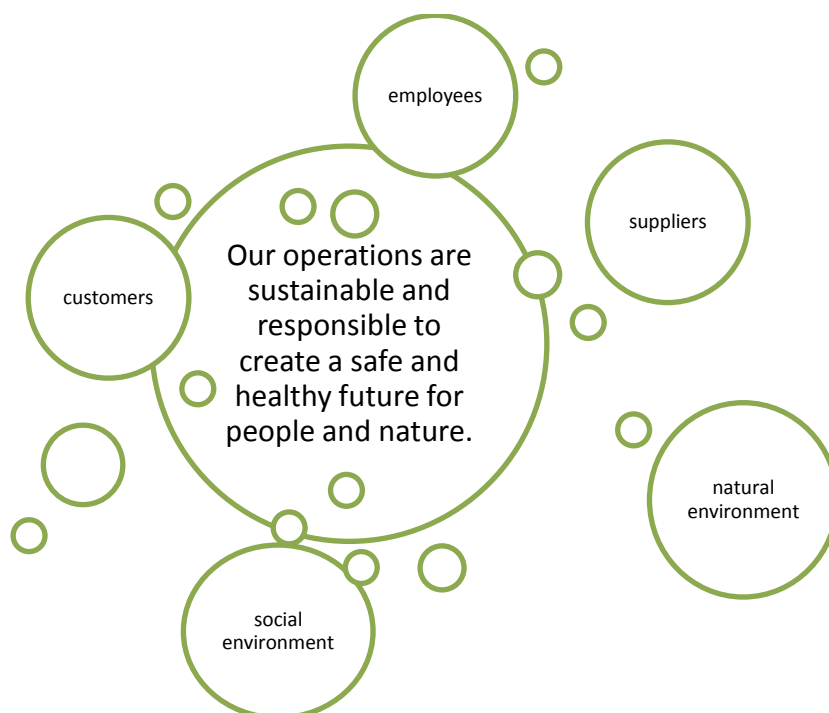 employees
suppliers
customers
Our operations are
sustainable and
responsible to
create a safe and
healthy future for
people and nature.
natural
environment
social
environment